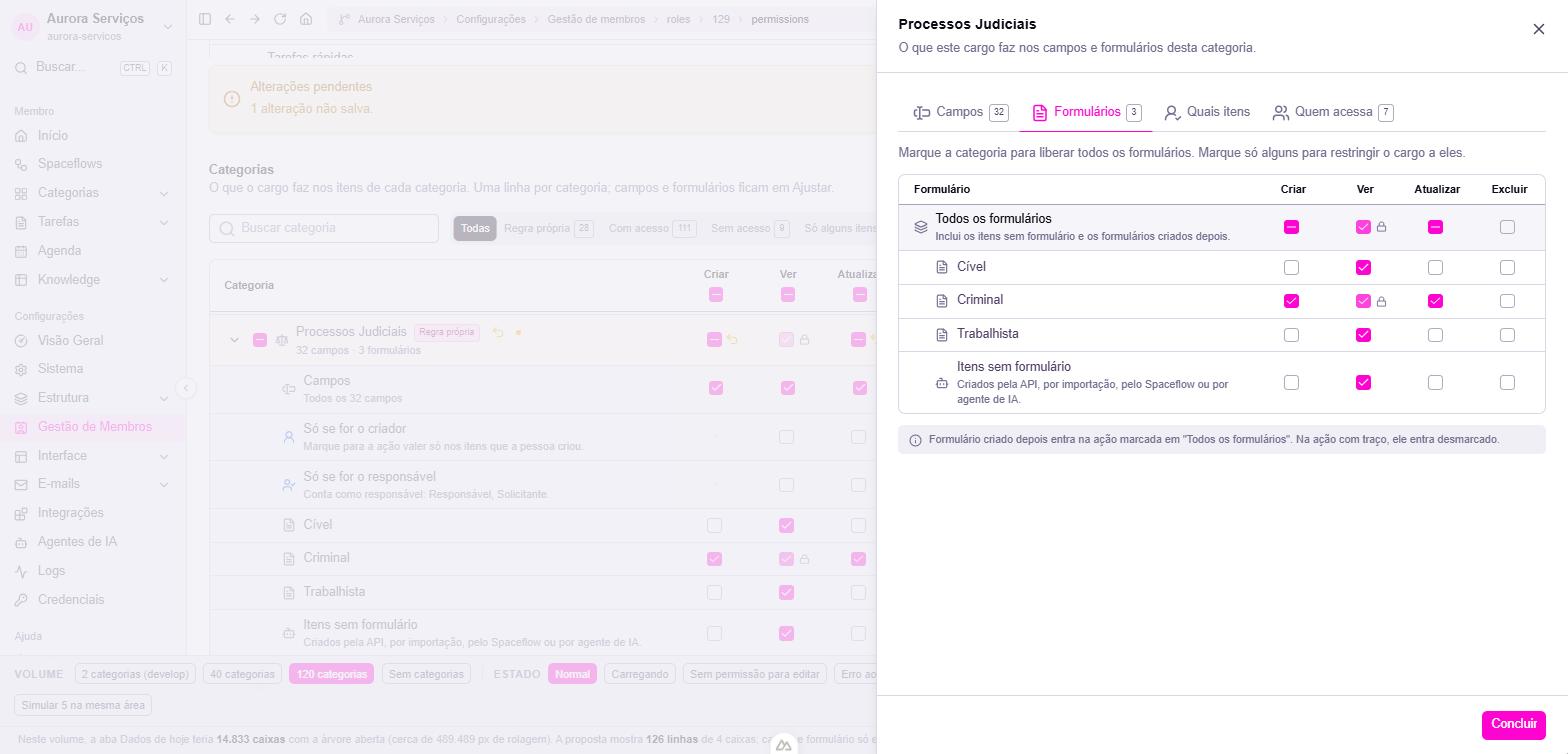 AU
Aurora Serviços
aurora-servicos
Buscar...
CTRL
K
Membro
Início
Spaceflows
Categorias
Tarefas
Agenda
Knowledge
Configurações
Visão Geral
Sistema
Estrutura
Gestão de Membros
Interface
E-mails
Integrações
Agentes de IA
Logs
Credenciais
Ajuda
Aurora Serviços
Configurações
Gestão de membros
roles
129
permissions
Tarefas rápidas
Alterações pendentes
1 alteração não salva.
Categorias
O que o cargo faz nos itens de cada categoria. Uma linha por categoria; campos e formulários ficam em Ajustar.
Buscar categoria
Todas
Regra própria 28
Com acesso 111
Sem acesso 9
Só alguns itens
Categoria
Criar
Ver
Atualiza
Processos Judiciais
Regra própria
32 campos · 3 formulários
Campos
Todos os 32 campos
Só se for o criador
Marque para a ação valer só nos itens que a pessoa criou.
Só se for o responsável
Conta como responsável: Responsável, Solicitante.
Cível
Criminal
Trabalhista
Itens sem formulário
Criados pela API, por importação, pelo Spaceflow ou por agente de IA.
VOLUME
2 categorias (develop)
40 categorias
120 categorias
Sem categorias
ESTADO
Normal
Carregando
Sem permissão para editar
Erro ao
Simular 5 na mesma área
Neste volume, a aba Dados de hoje teria 14.833 caixas com a árvore aberta (cerca de 489.489 px de rolagem). A proposta mostra 126 linhas de 4 caixas;
formulário só
Processos Judiciais
O que este cargo faz nos campos e formulários desta categoria.
Campos 32
Formulários 3
Quais itens
Quem acessa 7
Marque a categoria para liberar todos os formulários. Marque só alguns para restringir o cargo a eles.
Formulário
Criar
Ver
Atualizar
Excluir
Todos os formulários
Inclui os itens sem formulário e os formulários criados depois.
Cível
Criminal
Trabalhista
Itens sem formulário
Criados pela API, por importação, pelo Spaceflow ou por
agente de IA.
Formulário criado depois entra na ação marcada em "Todos os formulários". Na ação com traço, ele entra desmarcado.
Concluir